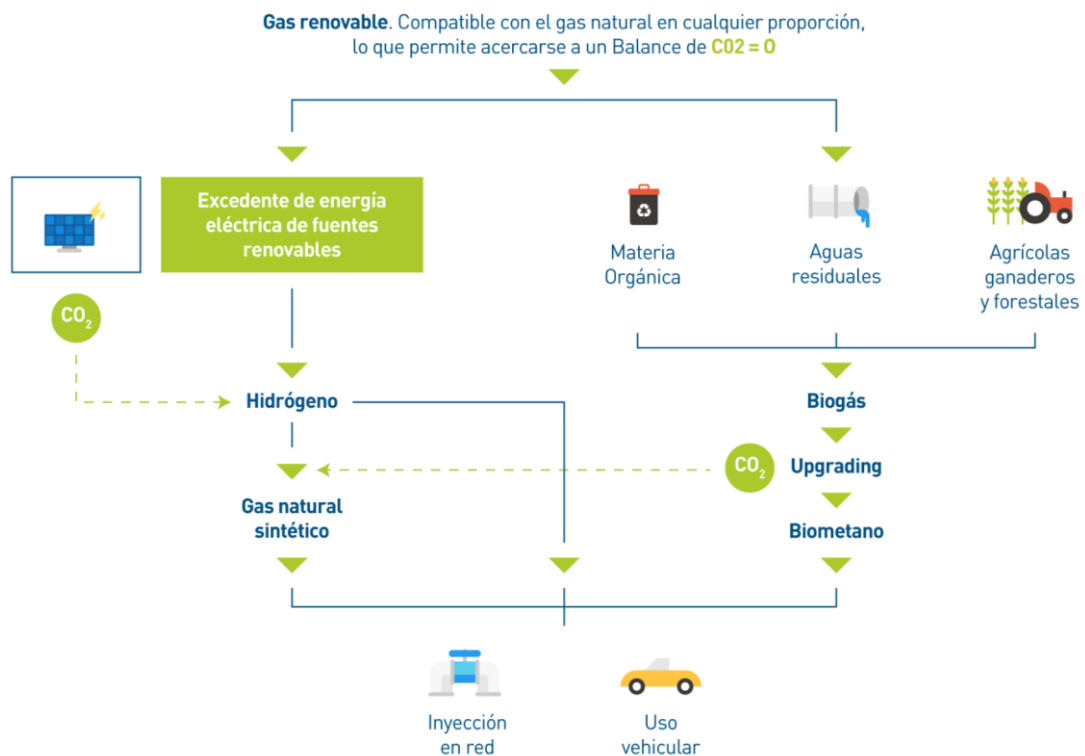 Gas renovable. Compatible con el gas natural en cualquier proporción,
lo que permite acercarse a un Balance de C02 = O
Excedente de energía
eléctrica de fuentes
renovables
Materia
Orgánica
Aguas
residuales
Agrícolas
ganaderos
y forestales
CO₂
Hidrógeno
Biogás
CO₂
Upgrading
Gas natural
sintético
Biometano
Inyección
en red
Uso
vehicular